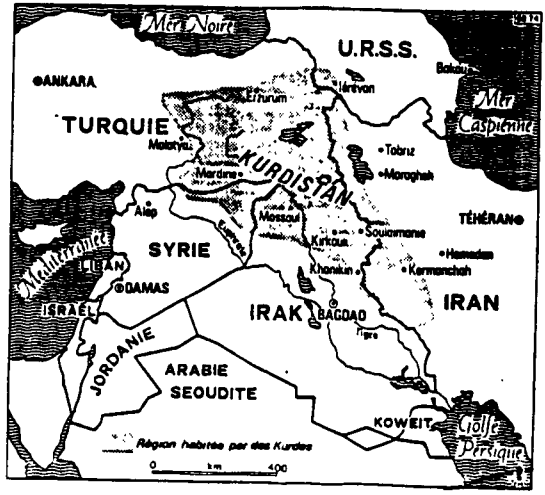 Mer Noire
U.R.S.S.
ANKARA
Bakou
Erzurum
Iérévan
Mer
Caspienne
TURQUIE
Malatya
Tabriz
KURDISTAN
Maragheh
Mardine
Alep
Mossoul
TÉHÉRAN
Euphrate
Kirkouk
Souleimanie
SYRIE
Méditerranée
Hamadan
LIBAN
Khanikin
Kermanchah
DAMAS
IRAN
ISRAËL
IRAK
BAGDAD
Tigre
JORDANIE
ARABIE
SEOUDITE
KOWEIT
Golfe
Persique
Région habitée par des Kurdes
0 km 400